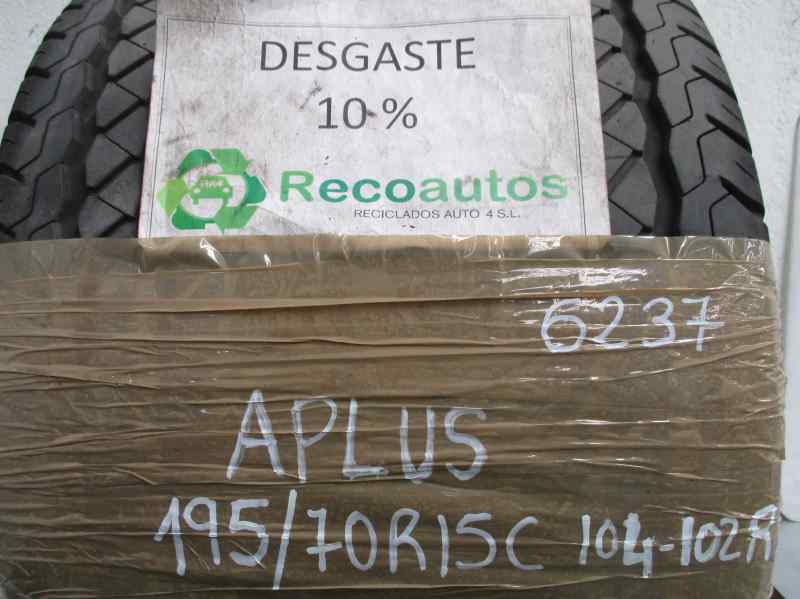 DESGASTE
10 %
Recoautos
RECICLADOS AUTO 4 S.L.
6237
APLUS
195/70R15C 104-102R